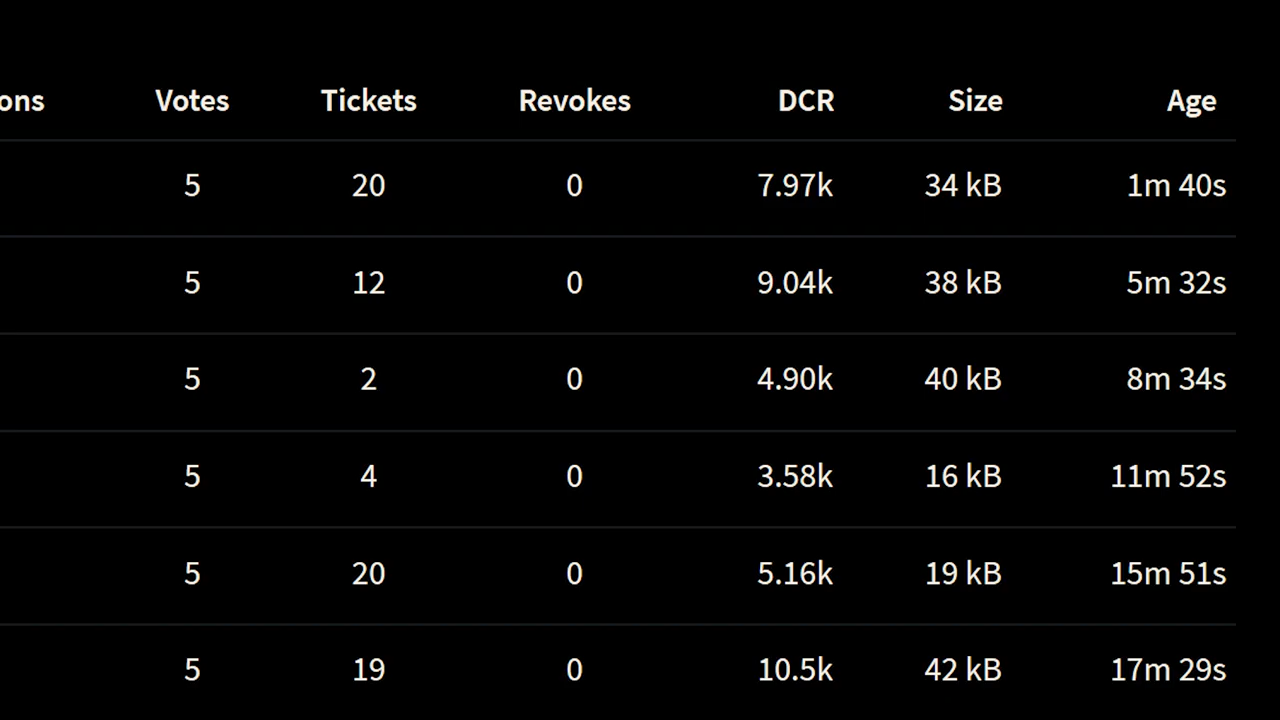 ons Votes Tickets Revokes DCR Size Age
5 20 0 7.97k 34 kB 1m 40s
5 12 0 9.04k 38 kB 5m 32s
5 2 0 4.90k 40 kB 8m 34s
5 4 0 3.58k 16 kB 11m 52s
5 20 0 5.16k 19 kB 15m 51s
5 19 0 10.5k 42 kB 17m 29s